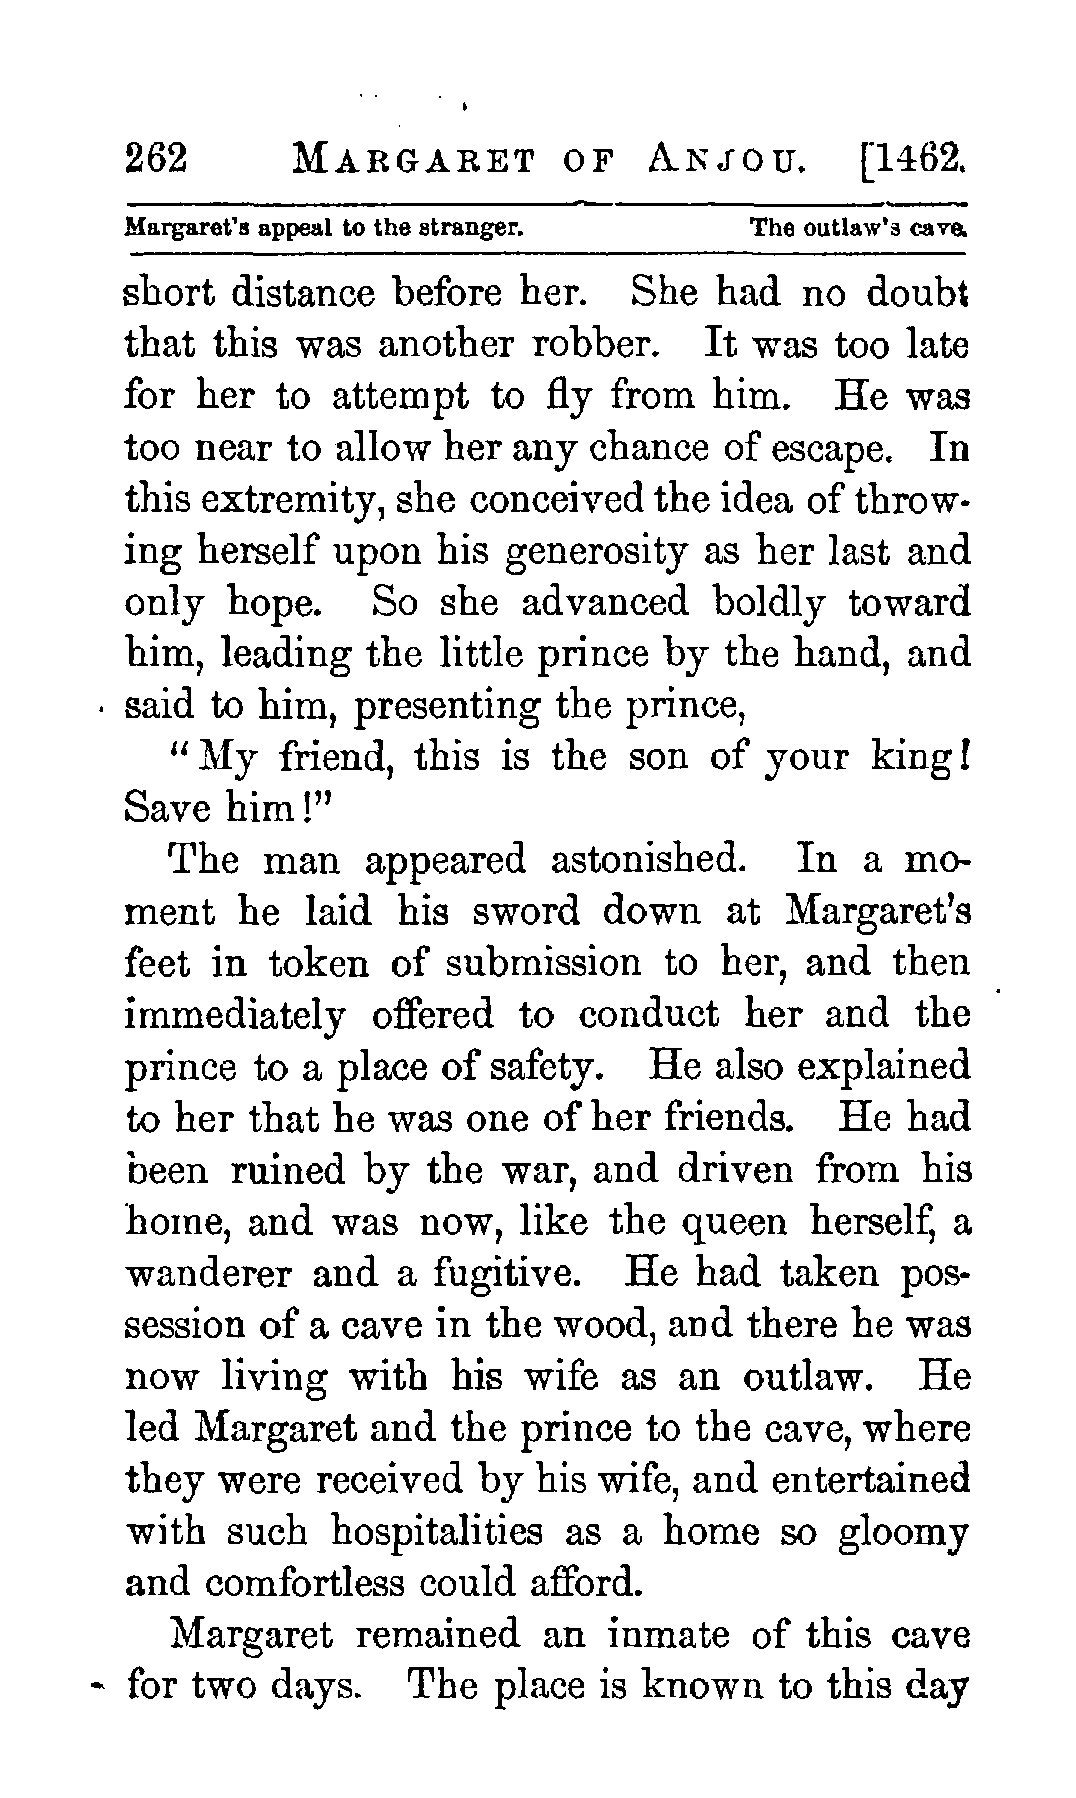 262 MARGARET OF ANJOU. [1462.
Margaret's appeal to the stranger. The outlaw's cave.
short distance before her. She had no doubt
that this was another robber. It was too late
for her to attempt to fly from him. He was
too near to allow her any chance of escape. In
this extremity, she conceived the idea of throw-
ing herself upon his generosity as her last and
only hope. So she advanced boldly toward
him, leading the little prince by the hand, and
said to him, presenting the prince,
"My friend, this is the son of your king!
Save him!"
The man appeared astonished. In a mo-
ment he laid his sword down at Margaret's
feet in token of submission to her, and then
immediately offered to conduct her and the
prince to a place of safety. He also explained
to her that he was one of her friends. He had
been ruined by the war, and driven from his
home, and was now, like the queen herself, a
wanderer and a fugitive. He had taken pos-
session of a cave in the wood, and there he was
now living with his wife as an outlaw. He
led Margaret and the prince to the cave, where
they were received by his wife, and entertained
with such hospitalities as a home so gloomy
and comfortless could afford.
Margaret remained an inmate of this cave
for two days. The place is known to this day